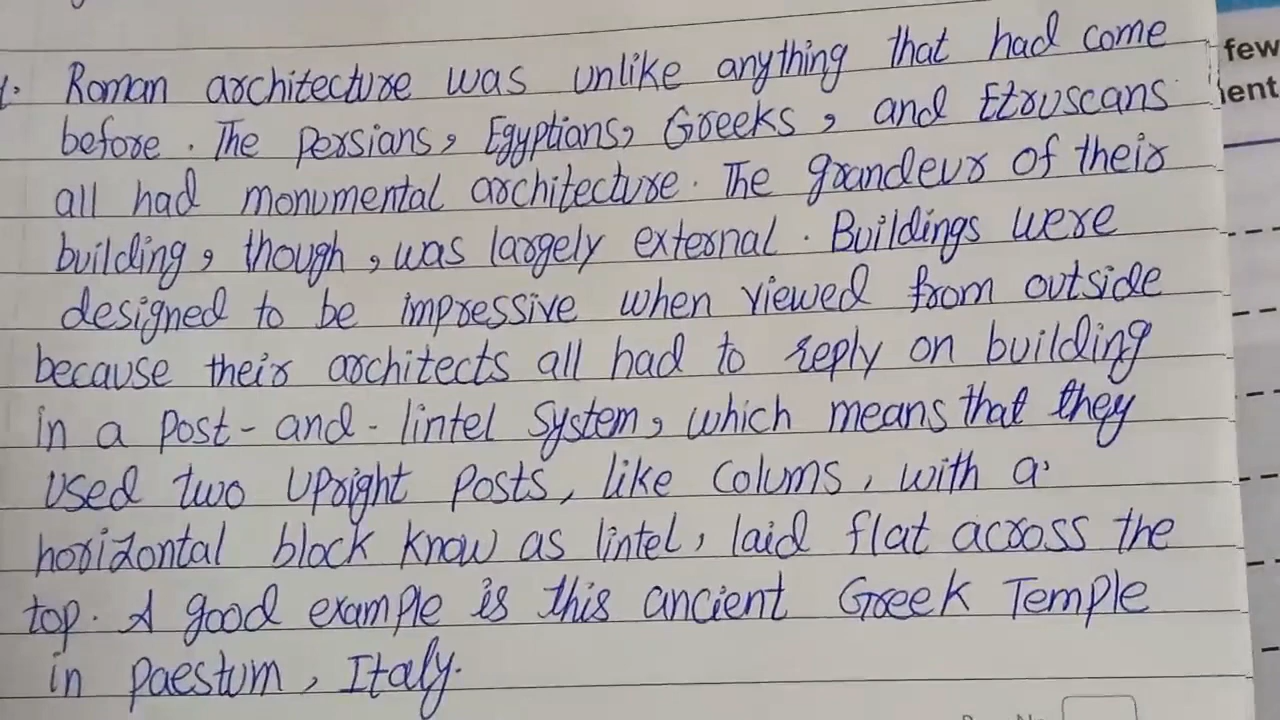 1. Roman architecture was unlike anything that had come
before. The Persians, Egyptians, Greeks, and Etruscans
all had monumental architecture. The grandeur of their
building, though, was largely external. Buildings were
designed to be impressive when viewed from outside
because their architects all had to reply on building
in a post-and-lintel system, which means that they
used two upright posts, like colums, with a
horizontal block know as lintel, laid flat across the
top. A good example is this ancient Greek Temple
in Paestum, Italy.
few
ient